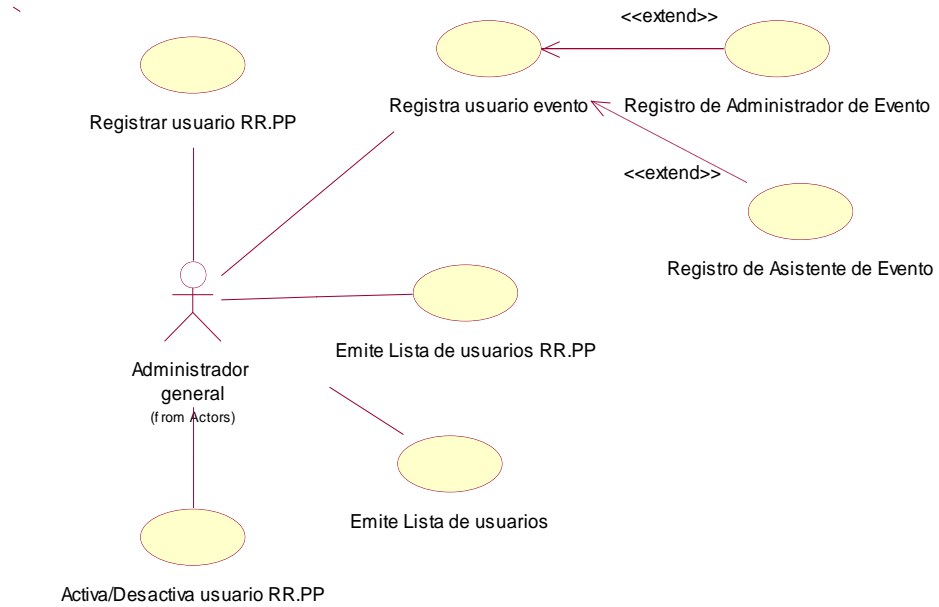 <<extend>>
Registrar usuario RR.PP
Registra usuario evento
Registro de Administrador de Evento
<<extend>>
Registro de Asistente de Evento
Emite Lista de usuarios RR.PP
Administrador
general
(from Actors)
Emite Lista de usuarios
Activa/Desactiva usuario RR.PP